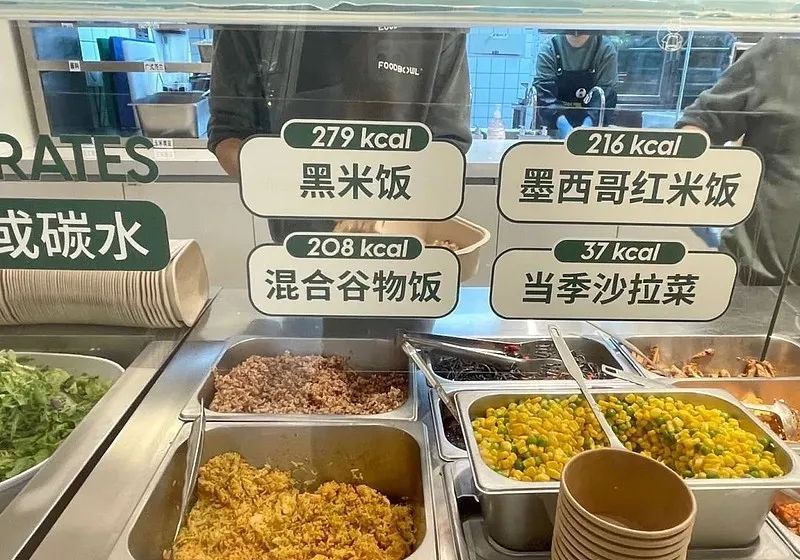 FOODBOWL
RATES
或碳水
279 kcal
黑米饭
216 kcal
墨西哥红米饭
208 kcal
混合谷物饭
37 kcal
当季沙拉菜